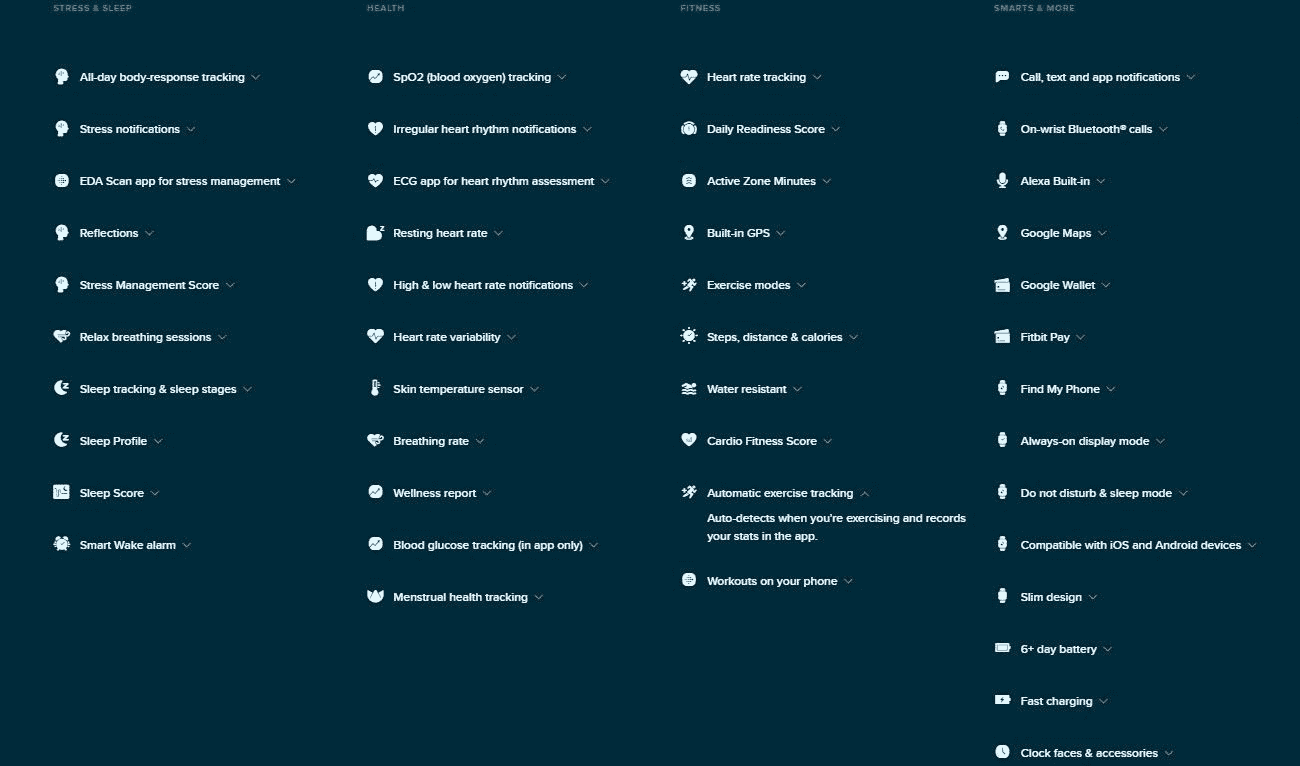 STRESS & SLEEP
All-day body-response tracking
Stress notifications
EDA Scan app for stress management
Reflections
Stress Management Score
Relax breathing sessions
Sleep tracking & sleep stages
Sleep Profile
Sleep Score
Smart Wake alarm
HEALTH
SpO2 (blood oxygen) tracking
Irregular heart rhythm notifications
ECG app for heart rhythm assessment
Resting heart rate
High & low heart rate notifications
Heart rate variability
Skin temperature sensor
Breathing rate
Wellness report
Blood glucose tracking (in app only)
Menstrual health tracking
FITNESS
Heart rate tracking
Daily Readiness Score
Active Zone Minutes
Built-in GPS
Exercise modes
Steps, distance & calories
Water resistant
Cardio Fitness Score
Automatic exercise tracking
Auto-detects when you're exercising and records
your stats in the app.
Workouts on your phone
SMARTS & MORE
Call, text and app notifications
On-wrist Bluetooth® calls
Alexa Built-in
Google Maps
Google Wallet
Fitbit Pay
Find My Phone
Always-on display mode
Do not disturb & sleep mode
Compatible with iOS and Android devices
Slim design
6+ day battery
Fast charging
Clock faces & accessories